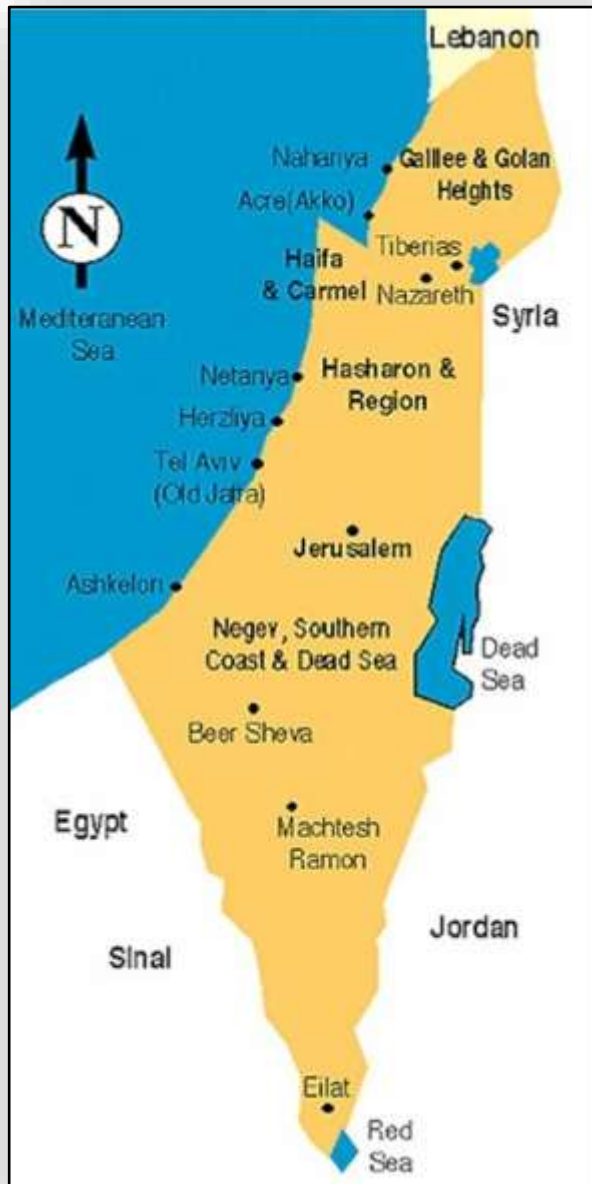 Lebanon
Nahariya
Galilee & Golan
Heights
Acre(Akko)
N
Tiberias
Haifa
& Carmel
Nazareth
Syria
Mediteranean
Sea
Netanya
Hasharon &
Region
Herzliya
Tel Aviv
(Old Jaffa)
Jerusalem
Ashkelon
Negev, Southern
Coast & Dead Sea
Dead
Sea
Beer Sheva
Egypt
Machtesh
Ramon
Jordan
Sinai
Eilat
Red
Sea